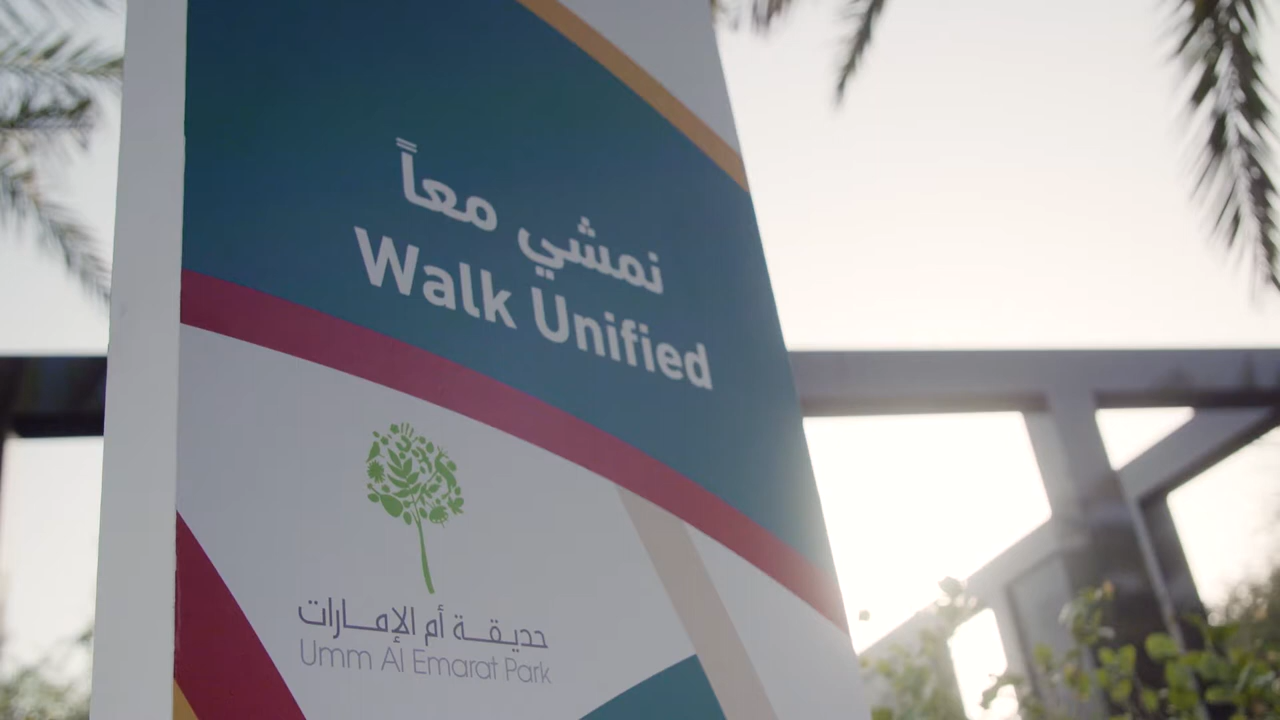 نمشي معاً
Walk Unified
حديقة أم الإمارات
Umm Al Emarat Park